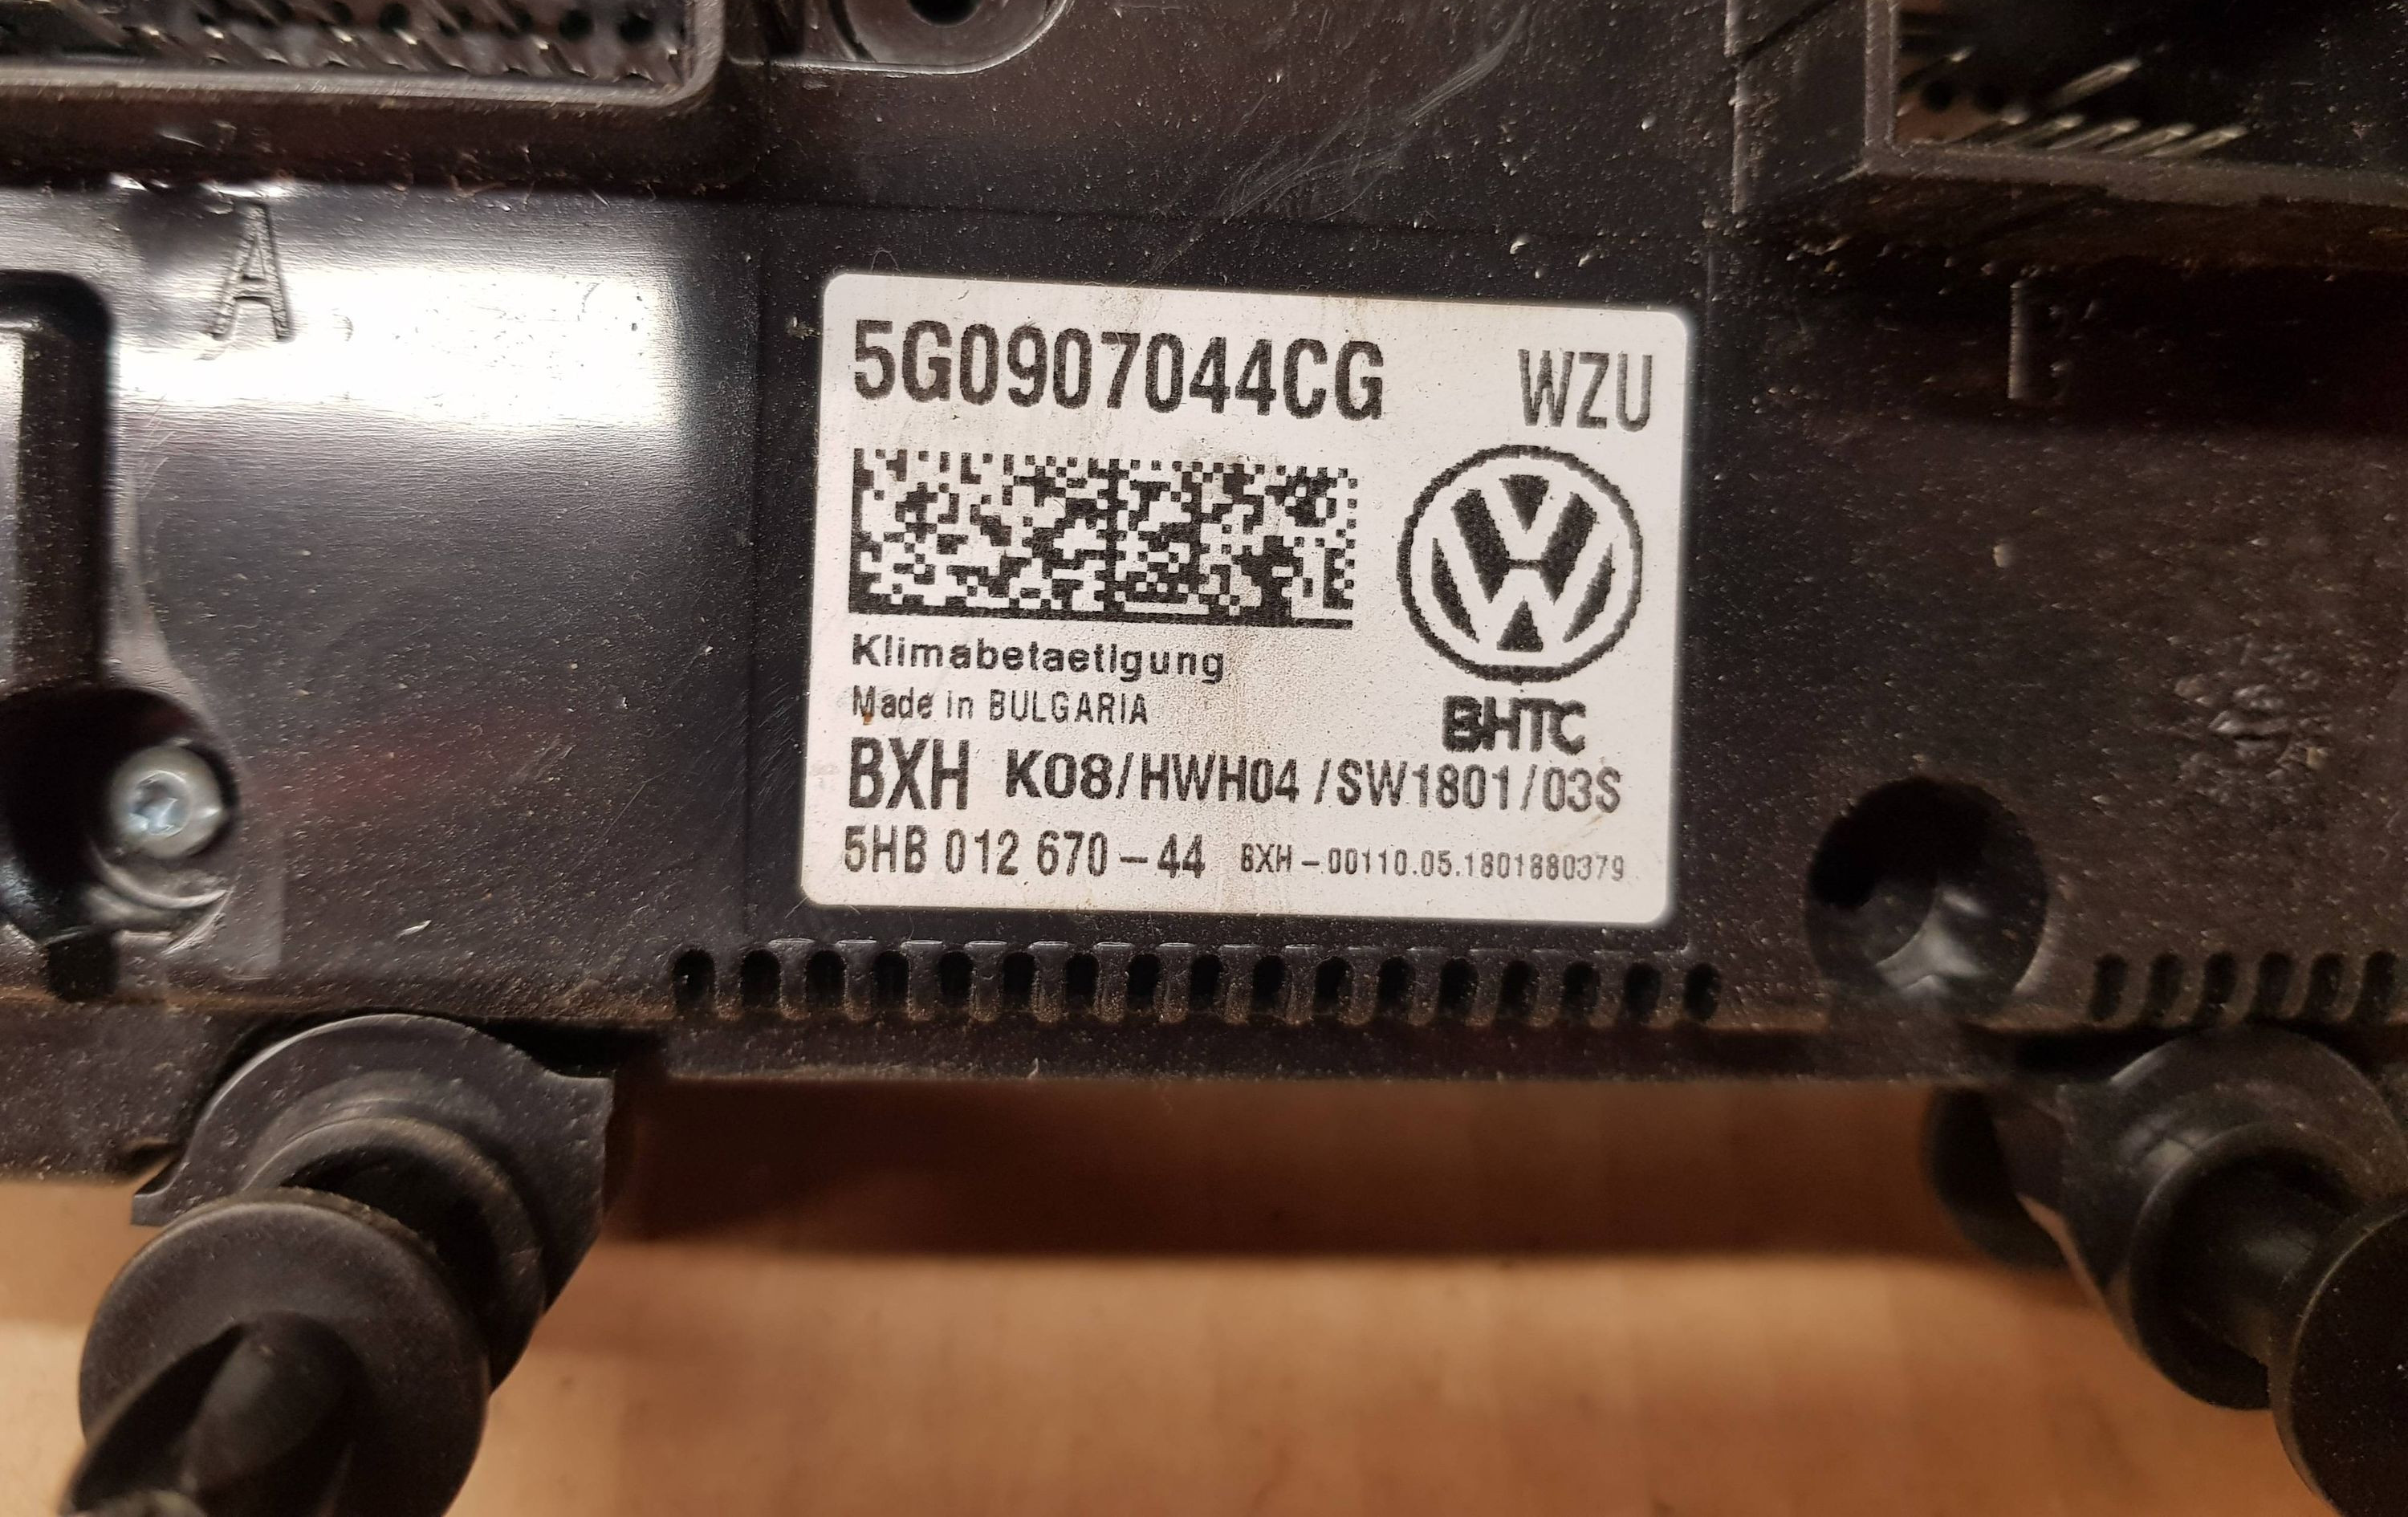 A
5G0907044CG WZU
Klimabetaetigung
Made in BULGARIA
BHTC
BXH K08/HWH04/SW1801/03S
5HB 012 670-44 BXH-00110.05.1801880379